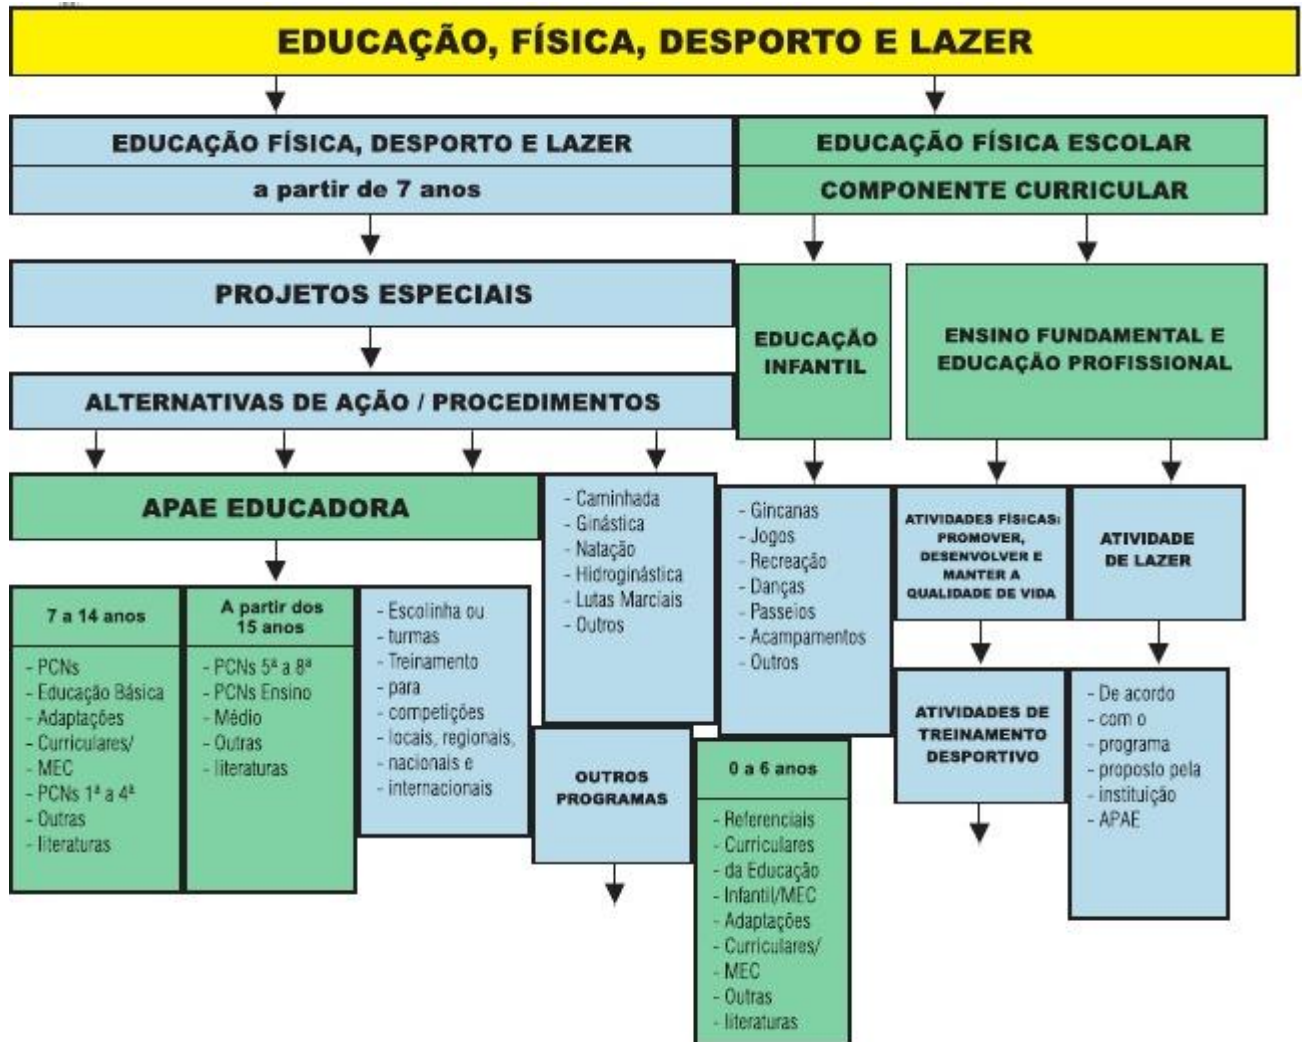 EDUCAÇÃO, FÍSICA, DESPORTO E LAZER
EDUCAÇÃO FÍSICA, DESPORTO E LAZER
a partir de 7 anos
EDUCAÇÃO FÍSICA ESCOLAR
COMPONENTE CURRICULAR
PROJETOS ESPECIAIS
EDUCAÇÃO
INFANTIL
ENSINO FUNDAMENTAL E
EDUCAÇÃO PROFISSIONAL
ALTERNATIVAS DE AÇÃO / PROCEDIMENTOS
APAE EDUCADORA
- Caminhada
- Ginástica
- Natação
- Hidroginástica
- Lutas Marciais
- Outros
- Gincanas
- Jogos
- Recreação
- Danças
- Passeios
- Acampamentos
- Outros
ATIVIDADES FÍSICAS:
PROMOVER,
DESENVOLVER E
MANTER A
QUALIDADE DE VIDA
ATIVIDADE
DE LAZER
7 a 14 anos
- PCNs
- Educação Básica
- Adaptações
- Curriculares/
- MEC
- PCNs 1ª a 4ª
- Outras
- literaturas
A partir dos
15 anos
- PCNs 5ª a 8ª
- PCNs Ensino
- Médio
- Outras
- literaturas
- Escolinha ou
- turmas
- Treinamento
- para
- competições
- locais, regionais,
- nacionais e
- internacionais
OUTROS
PROGRAMAS
0 a 6 anos
- Referenciais
- Curriculares
- da Educação
- Infantil/MEC
- Adaptações
- Curriculares/
- MEC
- Outras
- literaturas
ATIVIDADES DE
TREINAMENTO
DESPORTIVO
- De acordo
- com o
- programa
- proposto pela
- instituição
- APAE